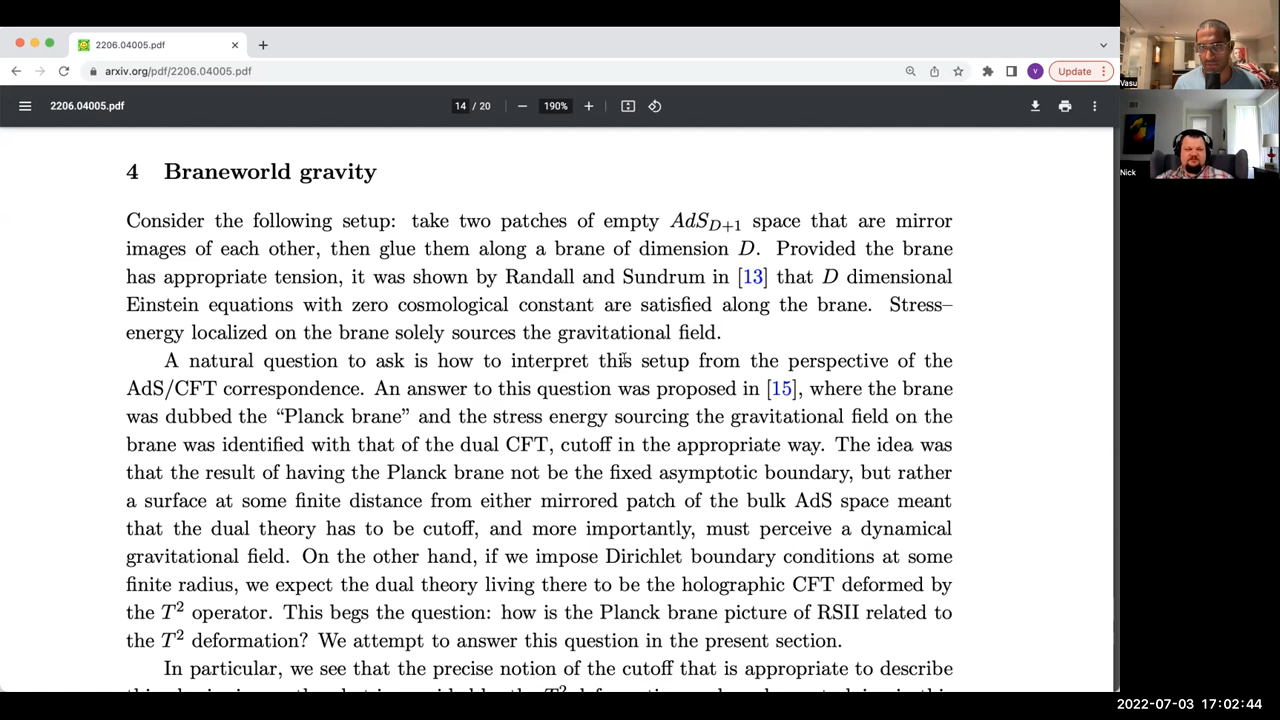 2206.04005.pdf
arxiv.org/pdf/2206.04005.pdf
V
Update
2206.04005.pdf
14 / 20
190%
4 Braneworld gravity
Consider the following setup: take two patches of empty AdS_{D+1} space that are mirror
images of each other, then glue them along a brane of dimension D. Provided the brane
has appropriate tension, it was shown by Randall and Sundrum in [13] that D dimensional
Einstein equations with zero cosmological constant are satisfied along the brane. Stress–
energy localized on the brane solely sources the gravitational field.
A natural question to ask is how to interpret this setup from the perspective of the
AdS/CFT correspondence. An answer to this question was proposed in [15], where the brane
was dubbed the “Planck brane” and the stress energy sourcing the gravitational field on the
brane was identified with that of the dual CFT, cutoff in the appropriate way. The idea was
that the result of having the Planck brane not be the fixed asymptotic boundary, but rather
a surface at some finite distance from either mirrored patch of the bulk AdS space meant
that the dual theory has to be cutoff, and more importantly, must perceive a dynamical
gravitational field. On the other hand, if we impose Dirichlet boundary conditions at some
finite radius, we expect the dual theory living there to be the holographic CFT deformed by
the T² operator. This begs the question: how is the Planck brane picture of RSII related to
the T² deformation? We attempt to answer this question in the present section.
In particular, we see that the precise notion of the cutoff that is appropriate to describe
Vasu
Nick
2022-07-03 17:02:44